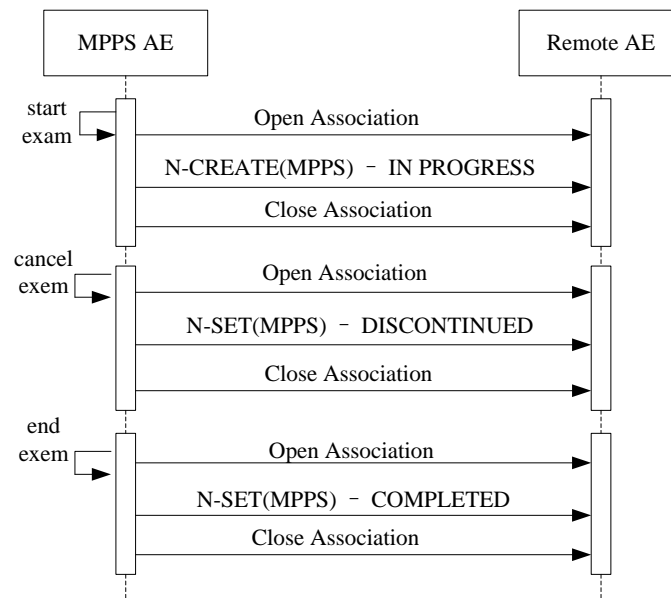 MPPS AE
Remote AE
start
exam
Open Association
N-CREATE(MPPS) – IN PROGRESS
Close Association
cancel
exem
Open Association
N-SET(MPPS) – DISCONTINUED
Close Association
end
exem
Open Association
N-SET(MPPS) – COMPLETED
Close Association